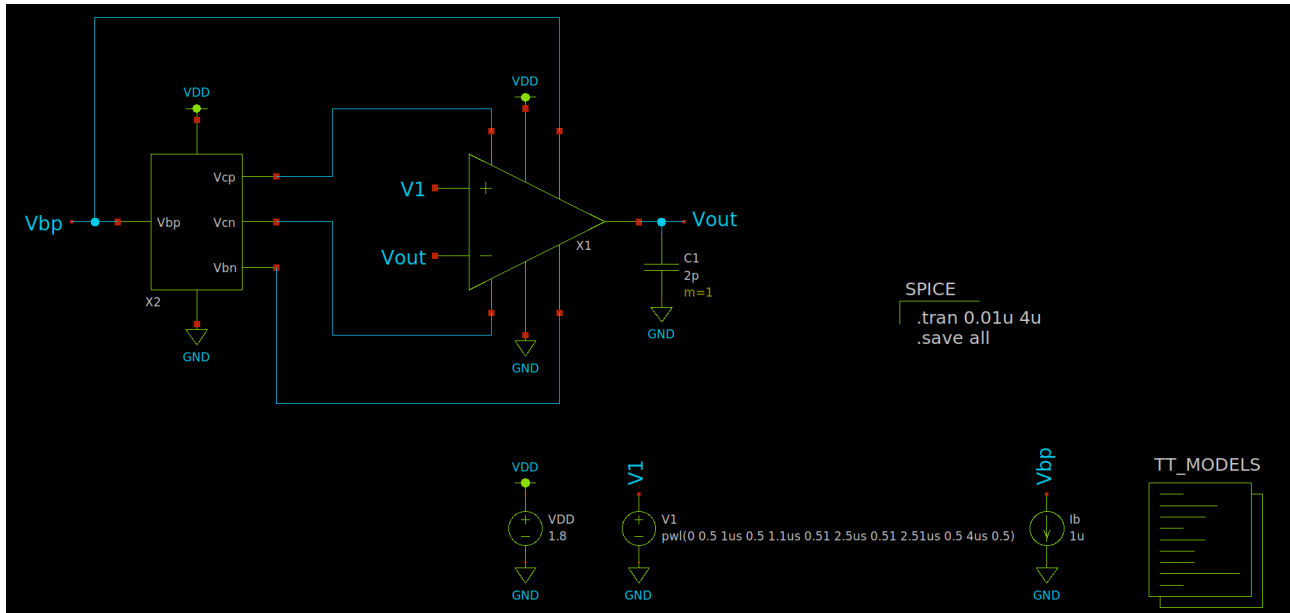 VDD
VDD
Vcp
V1
+
Vbp
Vbp
Vcn
Vout
X1
Vout
−
Vbn
C1
2p
m=1
X2
GND
GND
GND
SPICE
.tran 0.01u 4u
.save all
VDD
V1
Vbp
TT_MODELS
+
−
VDD
1.8
+
−
V1
pwl(0 0.5 1us 0.5 1.1us 0.51 2.5us 0.51 2.51us 0.5 4us 0.5)
Ib
1u
GND
GND
GND